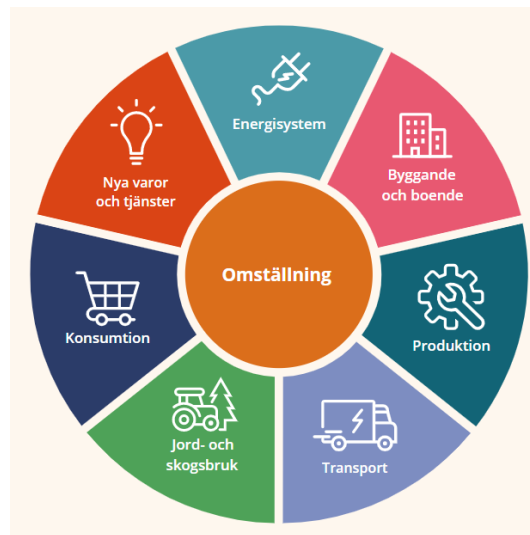 Energisystem
Byggande
och boende
Produktion
Transport
Jord- och
skogsbruk
Konsumtion
Nya varor
och tjänster
Omställning